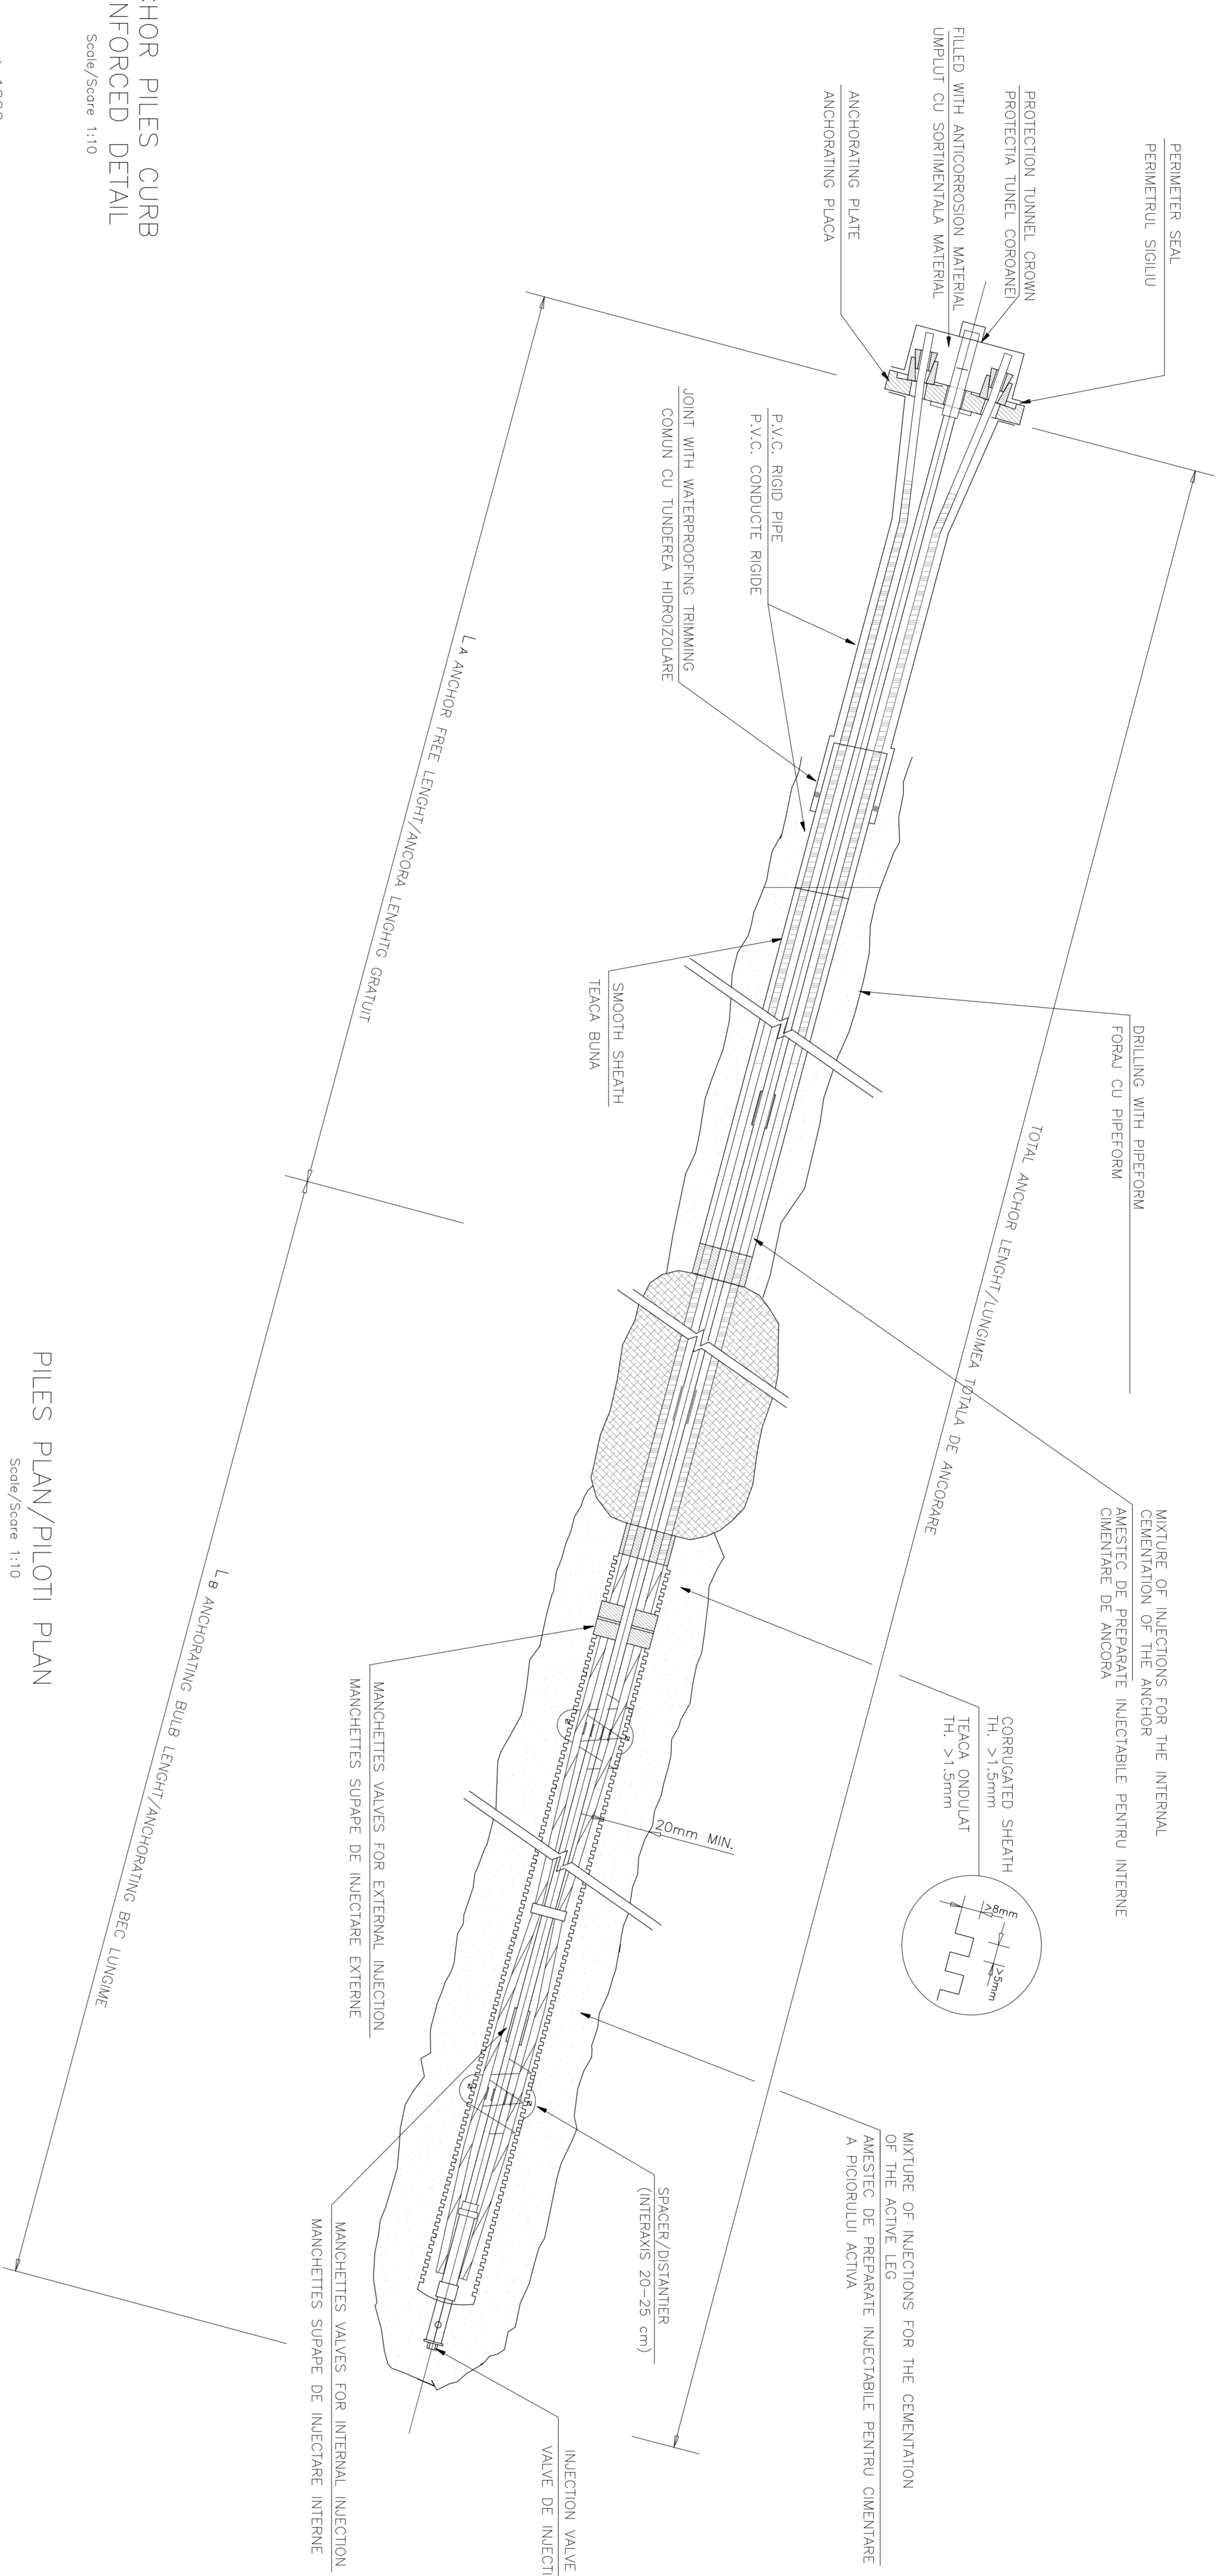 PERIMETER SEAL
PERIMETRUL SIGILIU
PROTECTION TUNNEL CROWN
PROTECTIA TUNEL COROANEI
FILLED WITH ANTICORROSION MATERIAL
UMPLUT CU SORTIMENTALA MATERIAL
ANCHORATING PLATE
ANCHORATING PLACA
P.V.C. RIGID PIPE
P.V.C. CONDUCTE RIGIDE
JOINT WITH WATERPROOFING TRIMMING
COMUN CU TUNDEREA HIDROIZOLARE
SMOOTH SHEATH
TEACA BUNA
DRILLING WITH PIPEFORM
FORAJ CU PIPEFORM
TOTAL ANCHOR LENGHT/LUNGIMEA TOTALA DE ANCORARE
LA ANCHOR FREE LENGHT/ANCORA LENGHTG GRATUIT
LB ANCHORATING BULB LENGHT/ANCHORATING BEC LUNGIME
MIXTURE OF INJECTIONS FOR THE INTERNAL
CEMENTATION OF THE ANCHOR
AMESTEC DE PREPARATE INJECTABILE PENTRU INTERNE
CIMENTARE DE ANCORA
CORRUGATED SHEATH
TH. >1.5mm
TEACA ONDULAT
TH. >1.5mm
>8mm
>5mm
20mm MIN.
MANCHETTES VALVES FOR EXTERNAL INJECTION
MANCHETTES SUPAPE DE INJECTARE EXTERNE
MIXTURE OF INJECTIONS FOR THE CEMENTATION
OF THE ACTIVE LEG
AMESTEC DE PREPARATE INJECTABILE PENTRU CIMENTARE
A PICIORULUI ACTIVA
SPACER/DISTANTIER
(INTERAXIS 20-25 cm)
MANCHETTES VALVES FOR INTERNAL INJECTION
MANCHETTES SUPAPE DE INJECTARE INTERNE
INJECTION VALVE
VALVE DE INJECTI
CHOR PILES CURB
NFORCED DETAIL
Scale/Scare 1:10
PILES PLAN/PILOTI PLAN
Scale/Scare 1:10